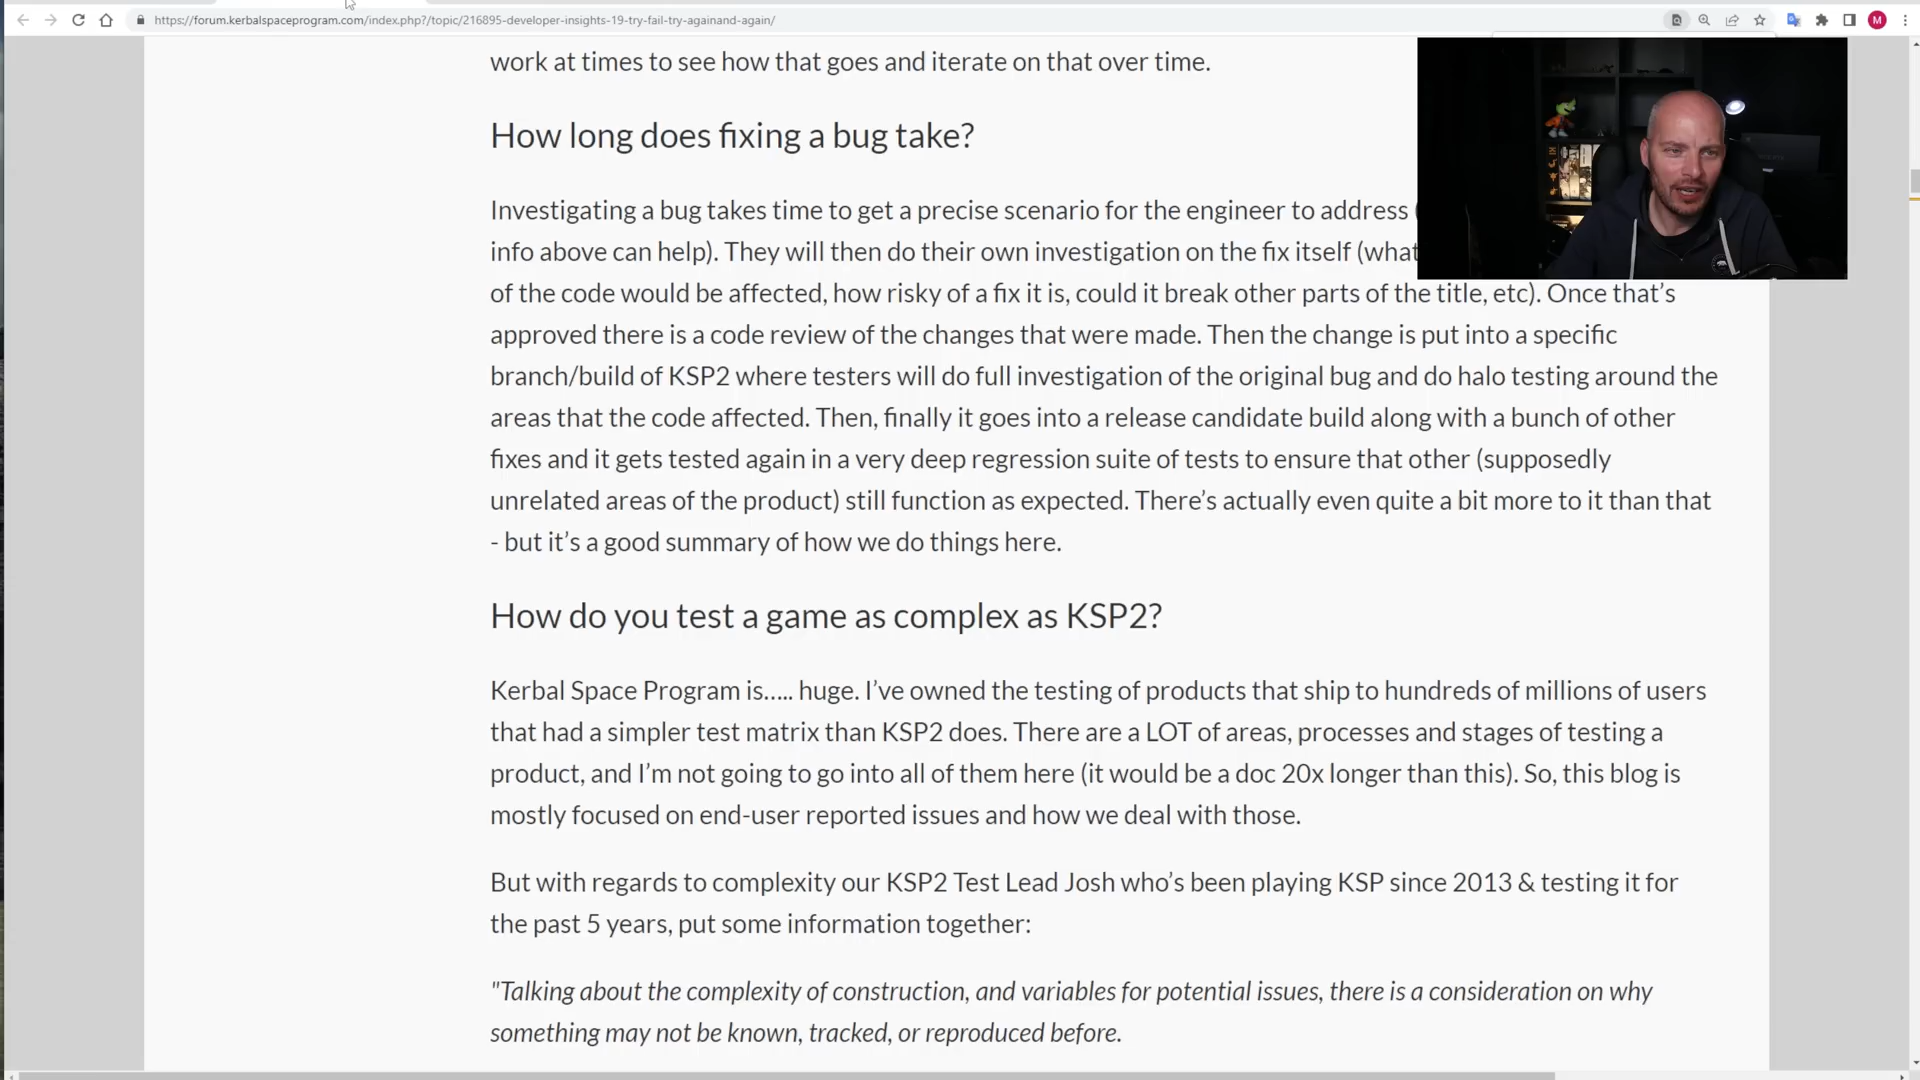 https://forum.kerbalspaceprogram.com/index.php?/topic/216895-developer-insights-19-try-fail-try-againand-again/
M
work at times to see how that goes and iterate on that over time.
How long does fixing a bug take?
Investigating a bug takes time to get a precise scenario for the engineer to address (
info above can help). They will then do their own investigation on the fix itself (what
of the code would be affected, how risky of a fix it is, could it break other parts of the title, etc). Once that’s
approved there is a code review of the changes that were made. Then the change is put into a specific
branch/build of KSP2 where testers will do full investigation of the original bug and do halo testing around the
areas that the code affected. Then, finally it goes into a release candidate build along with a bunch of other
fixes and it gets tested again in a very deep regression suite of tests to ensure that other (supposedly
unrelated areas of the product) still function as expected. There’s actually even quite a bit more to it than that
- but it’s a good summary of how we do things here.
How do you test a game as complex as KSP2?
Kerbal Space Program is….. huge. I’ve owned the testing of products that ship to hundreds of millions of users
that had a simpler test matrix than KSP2 does. There are a LOT of areas, processes and stages of testing a
product, and I’m not going to go into all of them here (it would be a doc 20x longer than this). So, this blog is
mostly focused on end-user reported issues and how we deal with those.
But with regards to complexity our KSP2 Test Lead Josh who’s been playing KSP since 2013 & testing it for
the past 5 years, put some information together:
"Talking about the complexity of construction, and variables for potential issues, there is a consideration on why
something may not be known, tracked, or reproduced before.